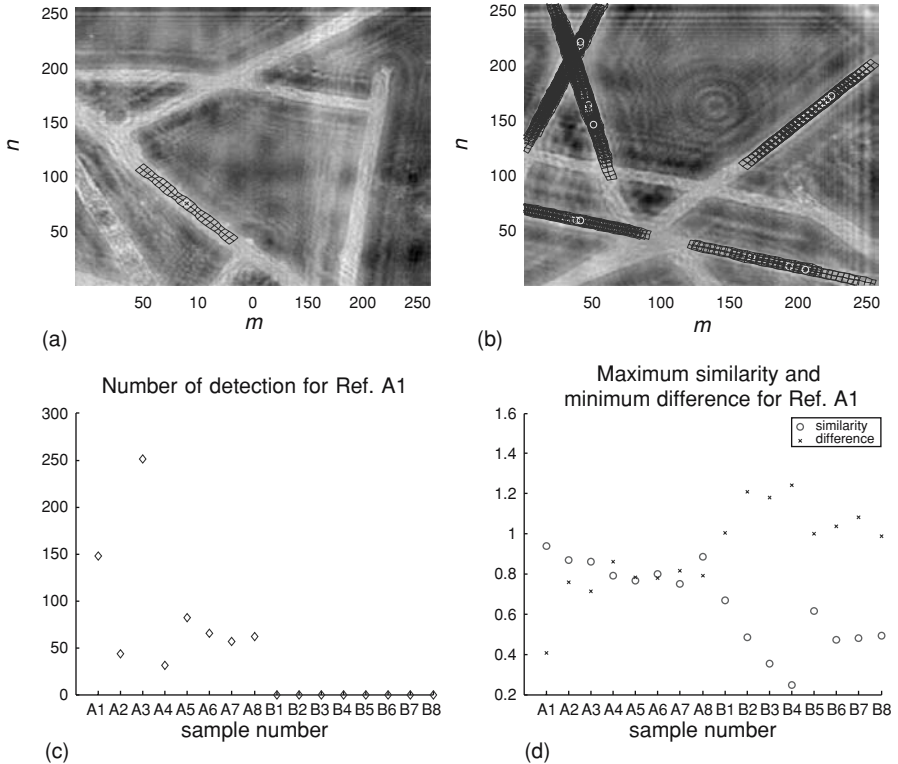 250
200
150
100
50
n
50 10 0 150 200 250
m
(a)
250
200
150
100
50
n
50 100 150 200 250
m
(b)
Number of detection for Ref. A1
300
250
200
150
100
50
0
A1 A2 A3 A4 A5 A6 A7 A8 B1 B2 B3 B4 B5 B6 B7 B8
sample number
(c)
Maximum similarity and
minimum difference for Ref. A1
similarity
difference
1.6
1.4
1.2
1
0.8
0.6
0.4
0.2
A1 A2 A3 A4 A5 A6 A7 A8 B1 B2 B3 B4 B5 B6 B7 B8
sample number
(d)